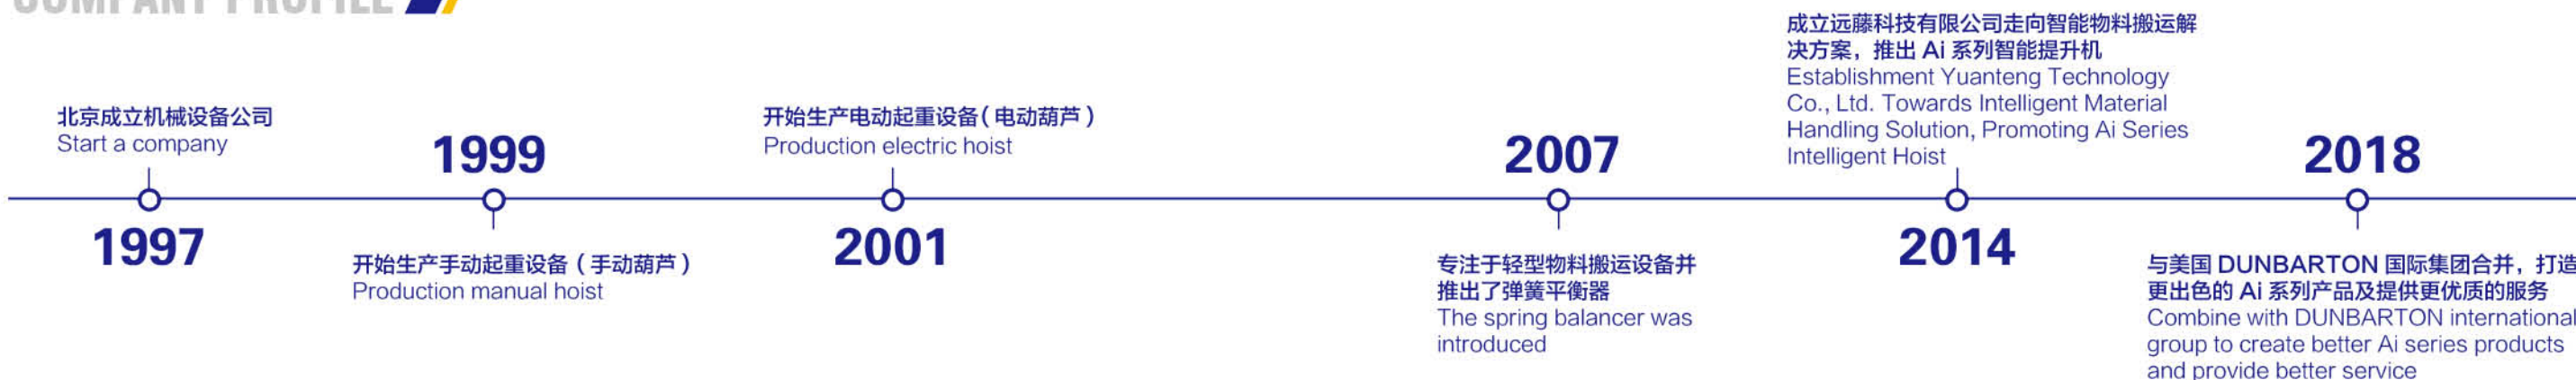 COMPANY PROFILE
北京成立机械设备公司
Start a company
1997
1999
开始生产手动起重设备（手动葫芦）
Production manual hoist
开始生产电动起重设备（电动葫芦）
Production electric hoist
2001
2007
专注于轻型物料搬运设备并
推出了弹簧平衡器
The spring balancer was
introduced
成立远藤科技有限公司走向智能物料搬运解
决方案，推出 Ai 系列智能提升机
Establishment Yuanteng Technology
Co., Ltd. Towards Intelligent Material
Handling Solution, Promoting Ai Series
Intelligent Hoist
2014
2018
与美国 DUNBARTON 国际集团合并，打造
更出色的 Ai 系列产品及提供更优质的服务
Combine with DUNBARTON international
group to create better Ai series products
and provide better service